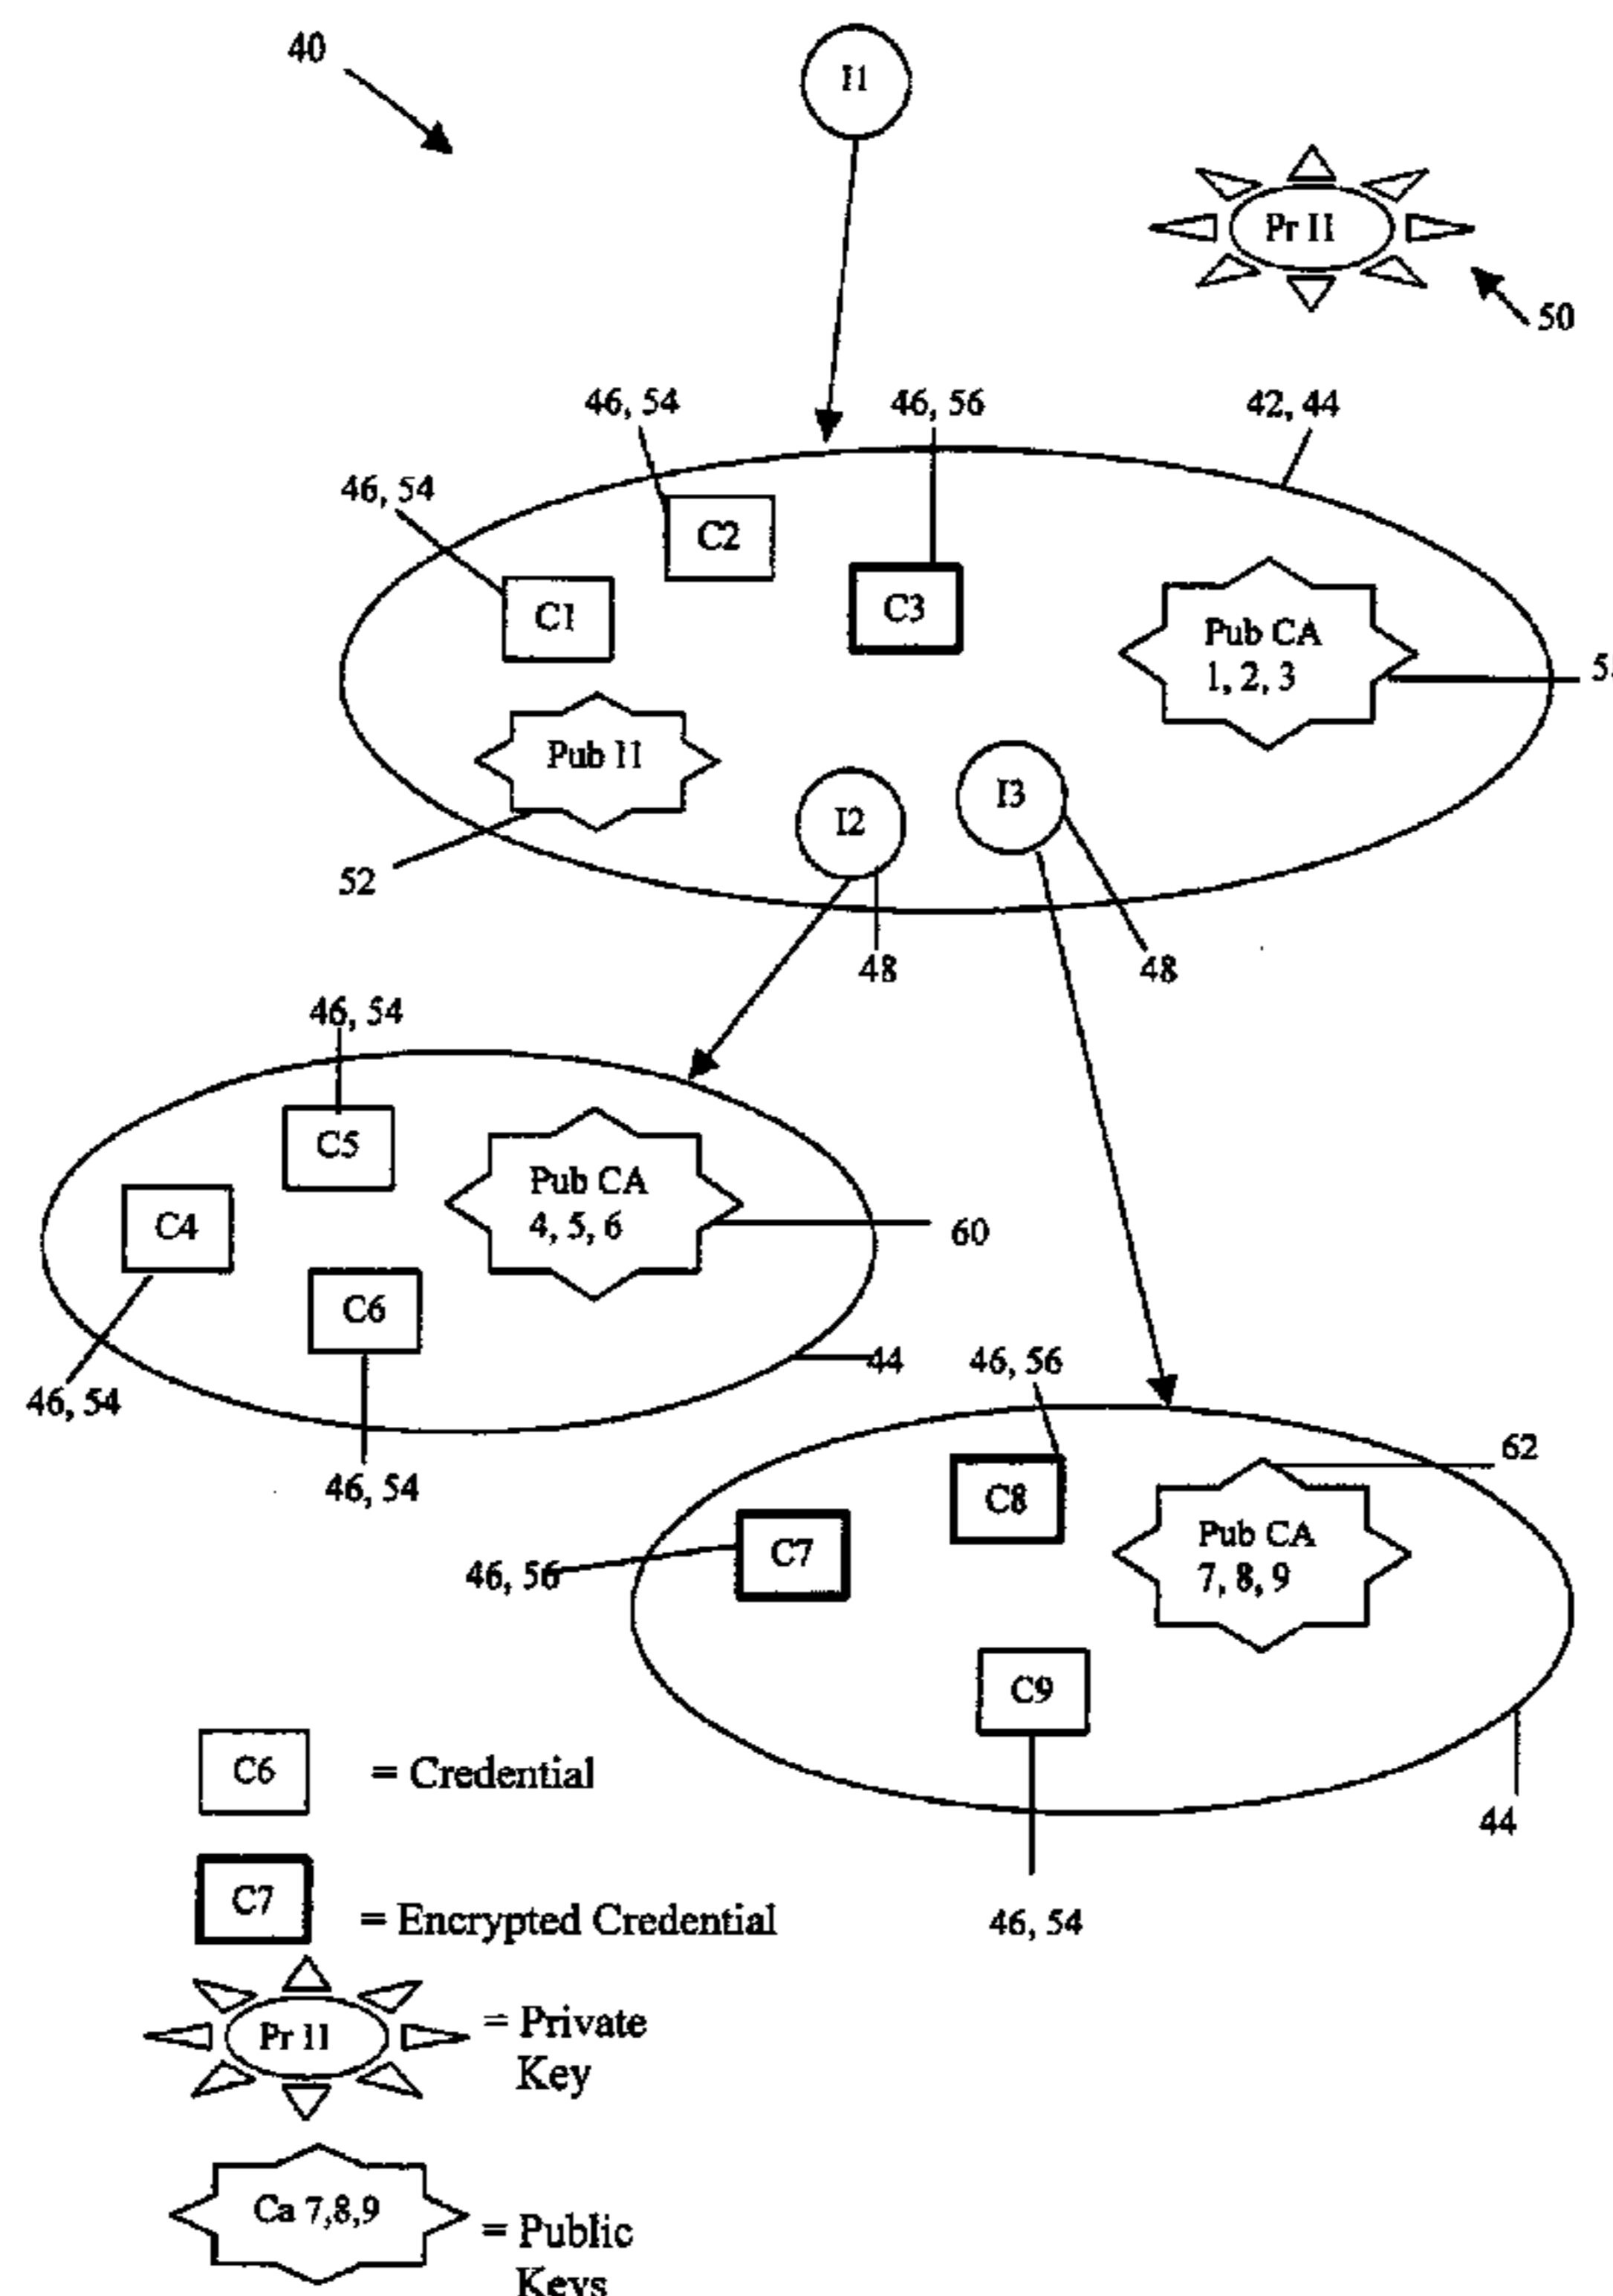 40
I1
Pr I1
50
46, 54
46, 56
42, 44
46, 54
C2
C1
C3
Pub CA
1, 2, 3
Pub I1
I2
I3
52
48
48
46, 54
C5
Pub CA
4, 5, 6
C4
60
C6
44
46, 54
46, 54
46, 56
62
C8
Pub CA
7, 8, 9
C7
46, 56
C9
44
46, 54
C6
= Credential
C7
= Encrypted Credential
Pr I1
= Private
Key
Ca 7,8,9
= Public
Keys